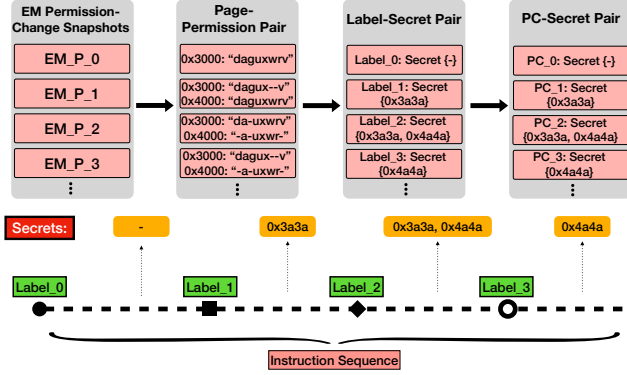 EM Permission-
Change Snapshots
EM_P_0
EM_P_1
EM_P_2
EM_P_3
Page-
Permission Pair
0x3000: “daguxwrv”
0x3000: “dagux--v”
0x4000: “daguxwrv”
0x3000: “da-uxwrv”
0x4000: “-a-uxwr-”
0x3000: “dagux--v”
0x4000: “-a-uxwr-”
Label-Secret Pair
Label_0: Secret {-}
Label_1: Secret
{0x3a3a}
Label_2: Secret
{0x3a3a, 0x4a4a}
Label_3: Secret
{0x4a4a}
PC-Secret Pair
PC_0: Secret {-}
PC_1: Secret
{0x3a3a}
PC_2: Secret
{0x3a3a, 0x4a4a}
PC_3: Secret
{0x4a4a}
Secrets:
-
0x3a3a
0x3a3a, 0x4a4a
0x4a4a
Label_0
Label_1
Label_2
Label_3
Instruction Sequence